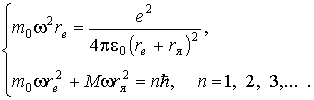 m₀ω²rₑ = e² / 4πε₀(rₑ + rя)²,
m₀ωrₑ² + Mωrя² = nħ, n = 1, 2, 3,... .